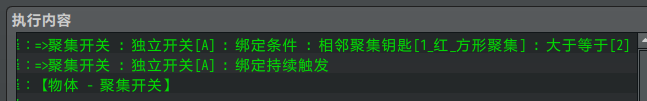 执行内容
：=>聚集开关 : 独立开关[A] : 绑定条件 : 相邻聚集钥匙[1_红_方形聚集] : 大于等于[2]
：=>聚集开关 : 独立开关[A] : 绑定持续触发
：【物体 - 聚集开关】